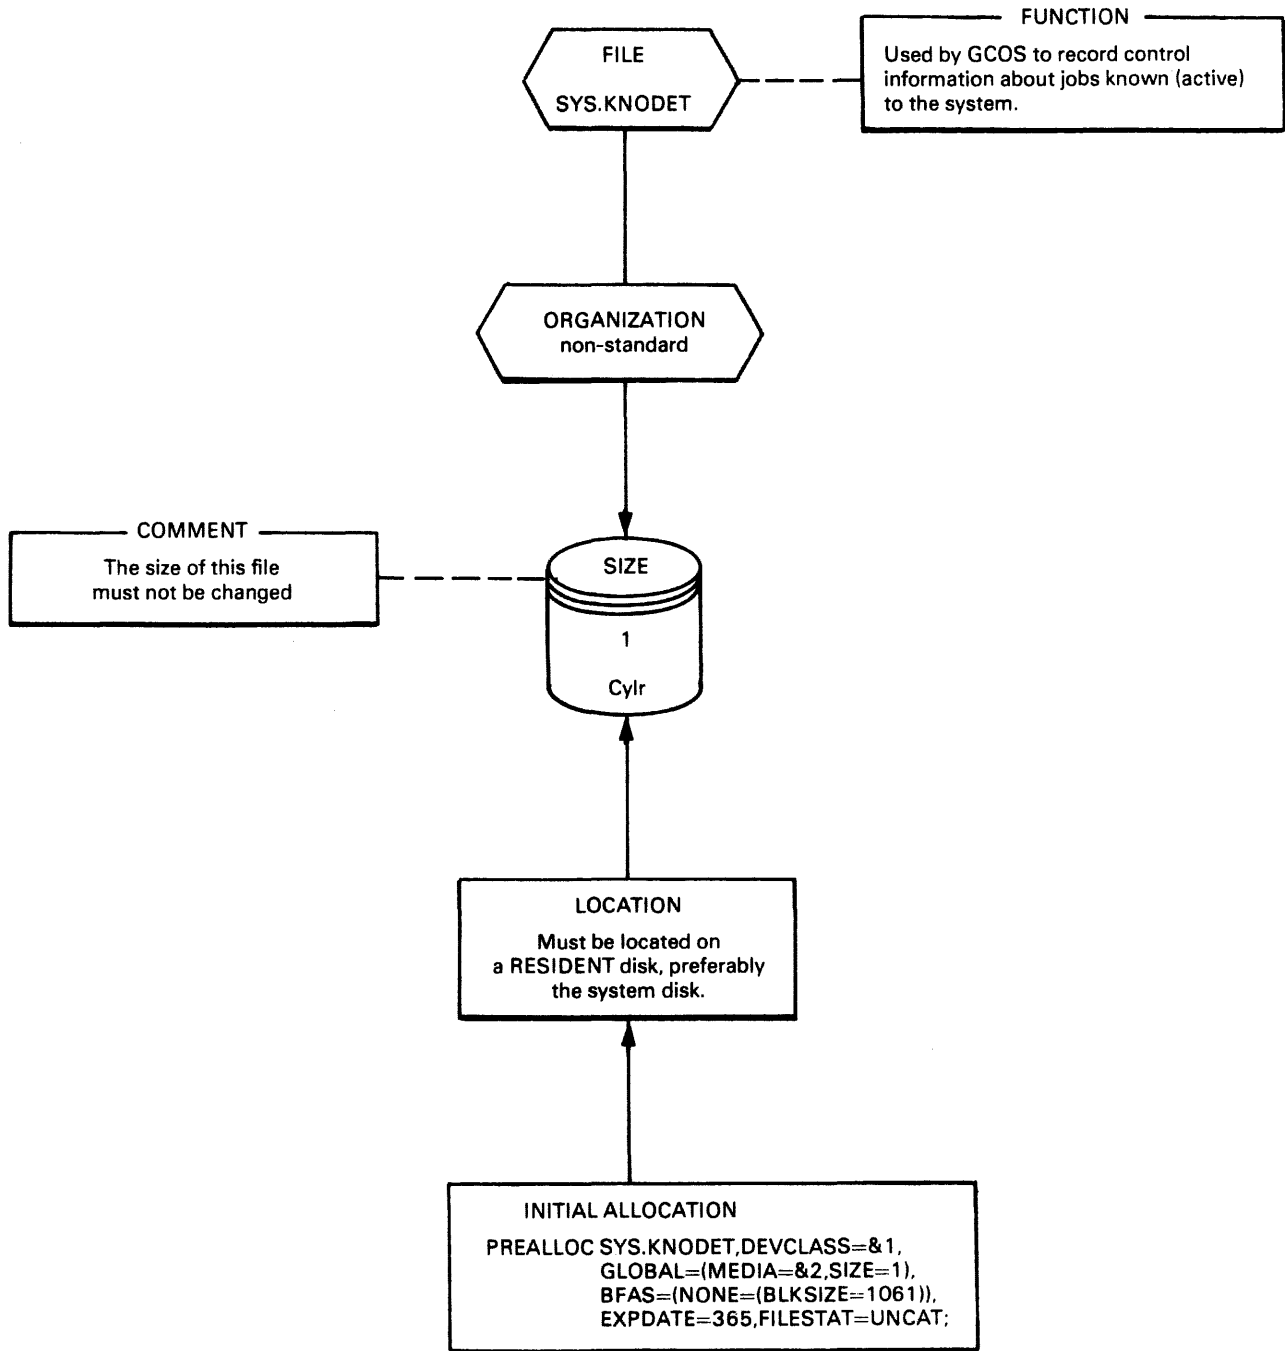 FUNCTION
FILE
SYS.KNODET
Used by GCOS to record control
information about jobs known (active)
to the system.
ORGANIZATION
non-standard
COMMENT
The size of this file
must not be changed
SIZE
1
Cylr
LOCATION
Must be located on
a RESIDENT disk, preferably
the system disk.
INITIAL ALLOCATION
PREALLOC SYS.KNODET,DEVCLASS=&1,
GLOBAL=(MEDIA=&2,SIZE=1),
BFAS=(NONE=(BLKSIZE=1061)),
EXPDATE=365,FILESTAT=UNCAT;